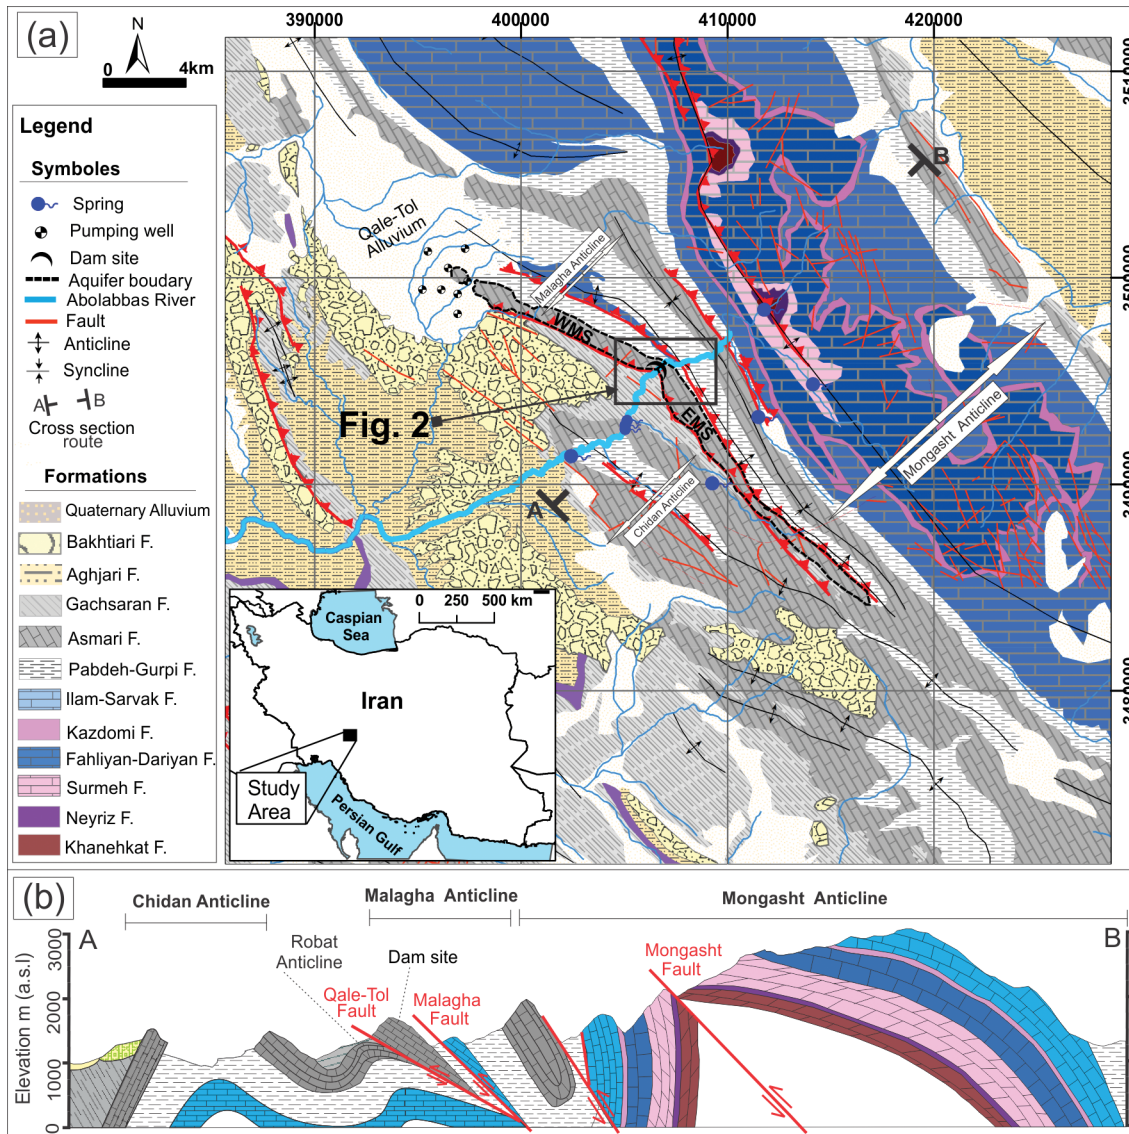 (a)
N
0 4km
390000 400000 410000 420000
3510000
3500000
3490000
3480000
Legend
Symboles
Spring
Pumping well
Dam site
Aquifer boudary
Abolabbas River
Fault
Anticline
Syncline
A B
Cross section
route
Formations
Quaternary Alluvium
Bakhtiari F.
Aghjari F.
Gachsaran F.
Asmari F.
Pabdeh-Gurpi F.
Ilam-Sarvak F.
Kazdomi F.
Fahliyan-Dariyan F.
Surmeh F.
Neyriz F.
Khanehkat F.
Qale-Tol
Alluvium
Malagha Anticline
WMS
EMS
Fig. 2
Chidan Anticline
Mongasht Anticline
A
B
0 250 500 km
Caspian
Sea
Iran
Study
Area
Persian Gulf
(b)
Chidan Anticline
Malagha Anticline
Mongasht Anticline
A
B
Elevation m (a.s.l)
3000
2000
1000
0
Robat
Anticline
Dam site
Qale-Tol
Fault
Malagha
Fault
Mongasht
Fault